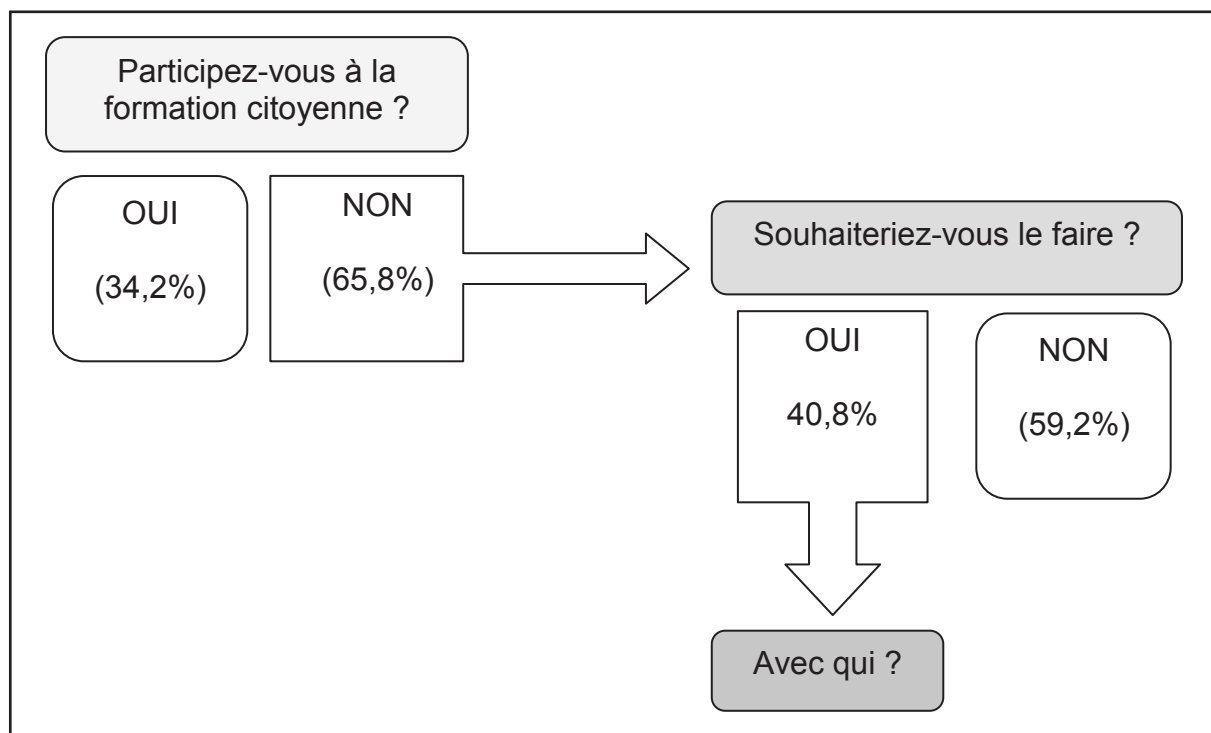 Participez-vous à la
formation citoyenne ?
OUI
(34,2%)
NON
(65,8%)
Souhaiteriez-vous le faire ?
OUI
40,8%
NON
(59,2%)
Avec qui ?